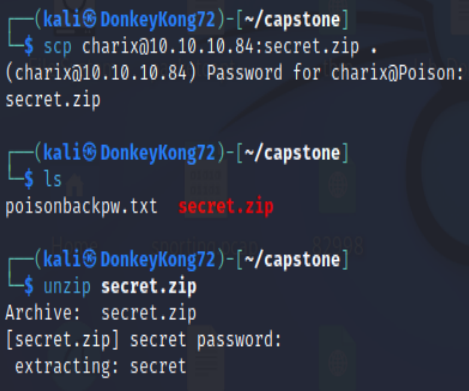 ┌──(kali㉿DonkeyKong72)-[~/capstone]
└─$ scp charix@10.10.10.84:secret.zip .
(charix@10.10.10.84) Password for charix@Poison:
secret.zip
┌──(kali㉿DonkeyKong72)-[~/capstone]
└─$ ls
poisonbackpw.txt  secret.zip
┌──(kali㉿DonkeyKong72)-[~/capstone]
└─$ unzip secret.zip
Archive:  secret.zip
[secret.zip] secret password:
 extracting: secret